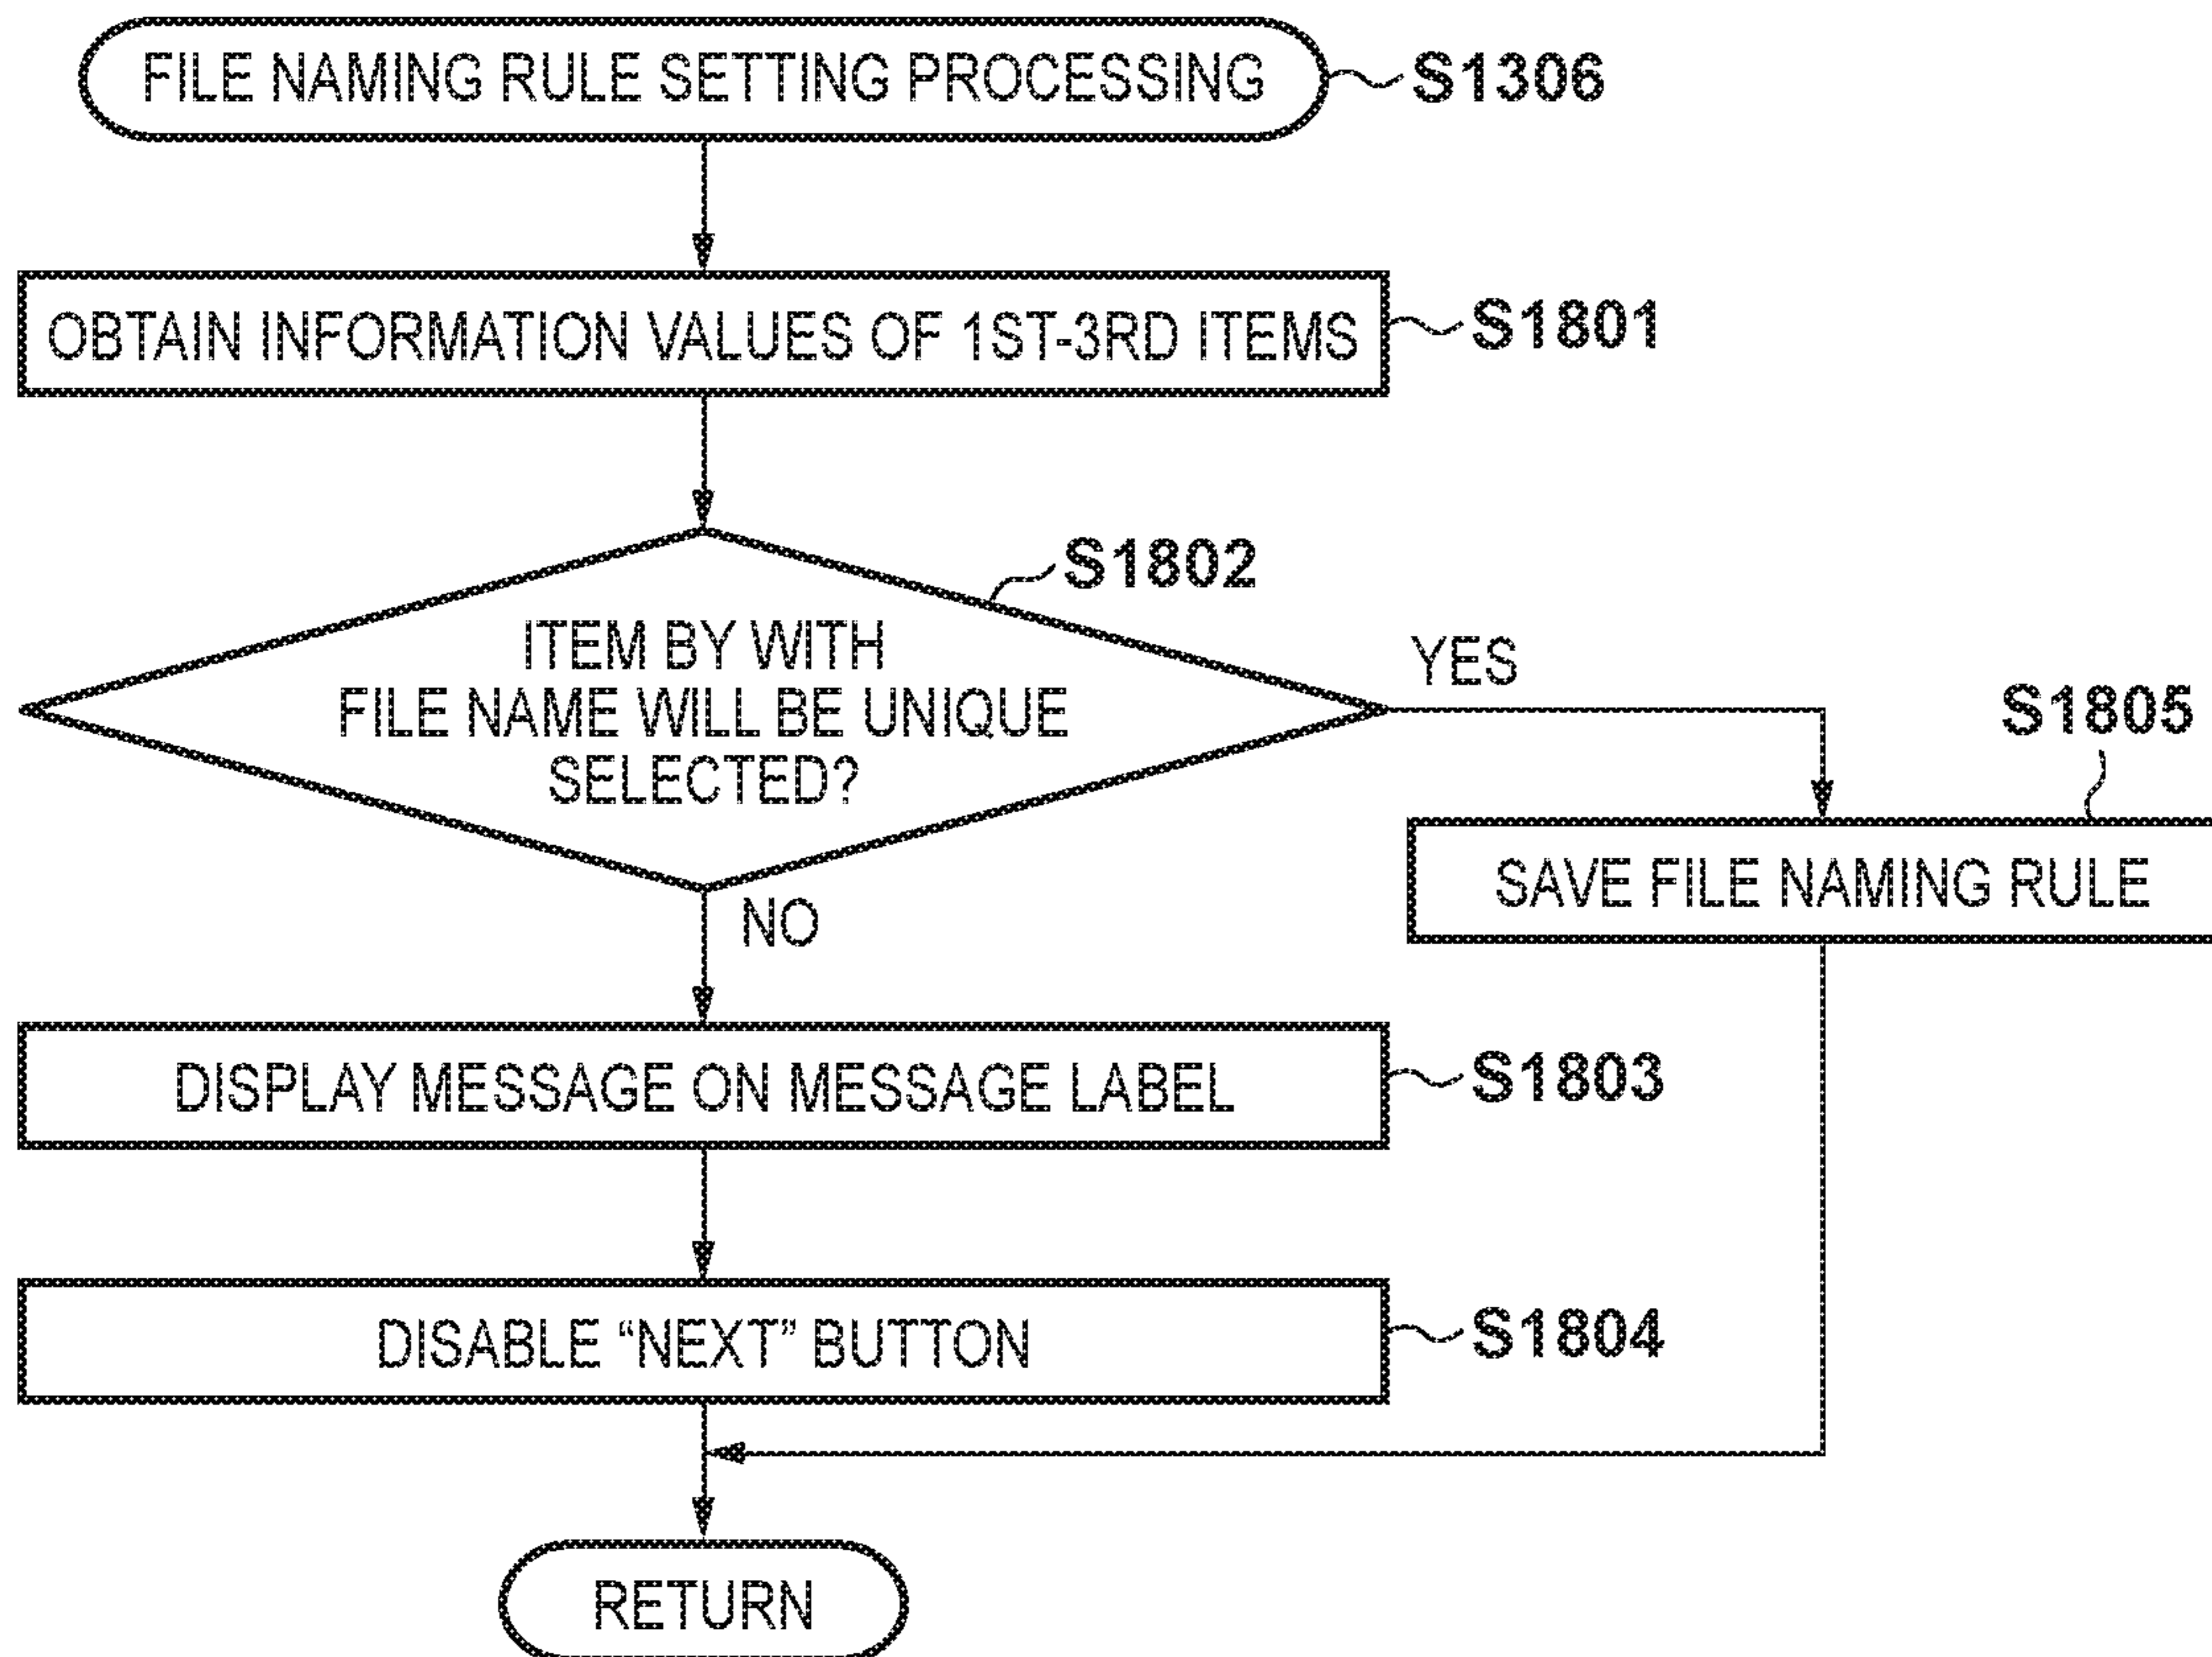 FILE NAMING RULE SETTING PROCESSING
S1306
OBTAIN INFORMATION VALUES OF 1ST-3RD ITEMS
S1801
S1802
ITEM BY WITH
FILE NAME WILL BE UNIQUE
SELECTED?
YES
S1805
SAVE FILE NAMING RULE
NO
DISPLAY MESSAGE ON MESSAGE LABEL
S1803
DISABLE “NEXT” BUTTON
S1804
RETURN